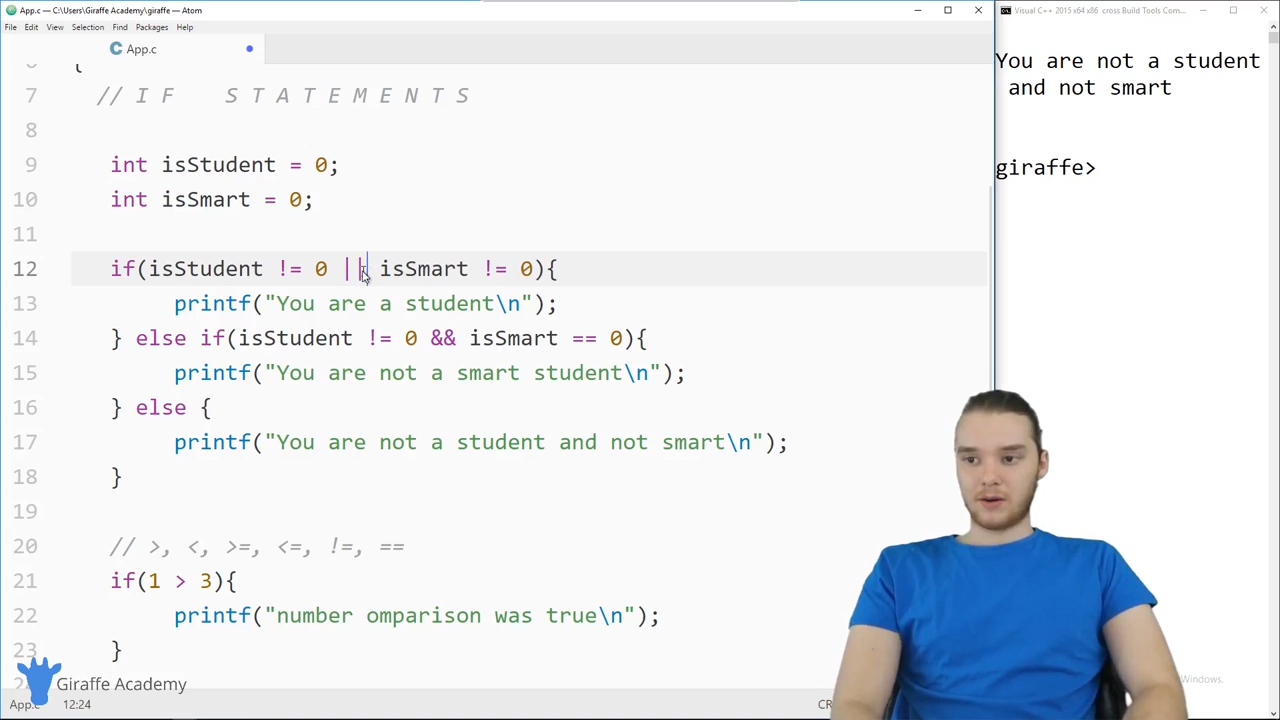 App.c — C:\Users\Giraffe Academy\giraffe — Atom
File Edit View Selection Find Packages Help
App.c
6 {
7 // I F S T A T E M E N T S
8
9 int isStudent = 0;
10 int isSmart = 0;
11
12 if(isStudent != 0 || isSmart != 0){
13 printf("You are a student\n");
14 } else if(isStudent != 0 && isSmart == 0){
15 printf("You are not a smart student\n");
16 } else {
17 printf("You are not a student and not smart\n");
18 }
19
20 // >, <, >=, <=, !=, ==
21 if(1 > 3){
22 printf("number omparison was true\n");
23 }
Giraffe Academy
App.c 12:24 CR
Visual C++ 2015 x64 x86 cross Build Tools Com...
You are not a student
and not smart
giraffe>
Windows.